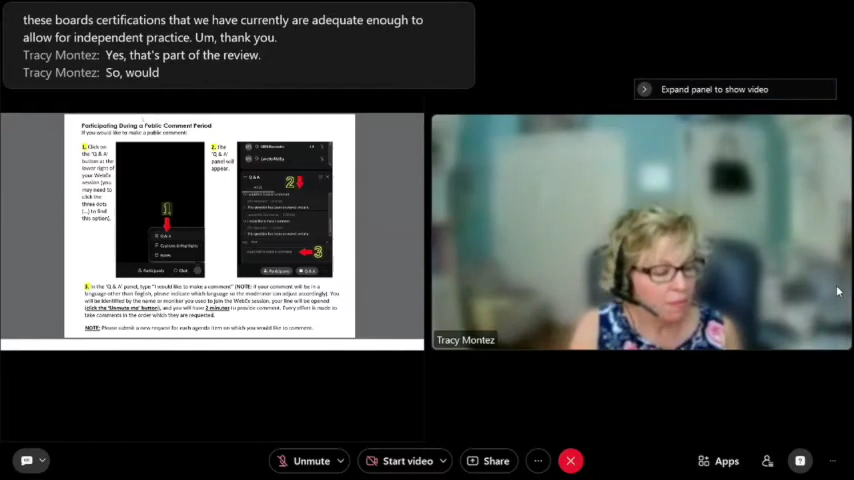 these boards certifications that we have currently are adequate enough to
allow for independent practice. Um, thank you.
Tracy Montez: Yes, that's part of the review.
Tracy Montez: So, would
Expand panel to show video
Participating During a Public Comment Period
If you would like to make a public comment:
1. Click on
the 'Q & A'
button at the
lower right of
your WebEx
session (you
may need to
click the
three dots
(...) to find
this option).
1
Q & A
Participants
Chat
2. The
'Q & A'
panel will
appear.
Q & A
2
3
Participants
Q & A
3. In the 'Q & A' panel, type "I would like to make a comment" (NOTE: if your comment will be in a
language other than English, please indicate which language so the moderator can adjust accordingly). You
will be identified by the name or moniker you used to join the WebEx session, your line will be opened
(click the 'Unmute me' button), and you will have 2 minutes to provide comment. Every effort is made to
take comments in the order which they are requested.
NOTE: Please submit a new request for each agenda item on which you would like to comment.
Tracy Montez
Unmute
Start video
Share
Apps